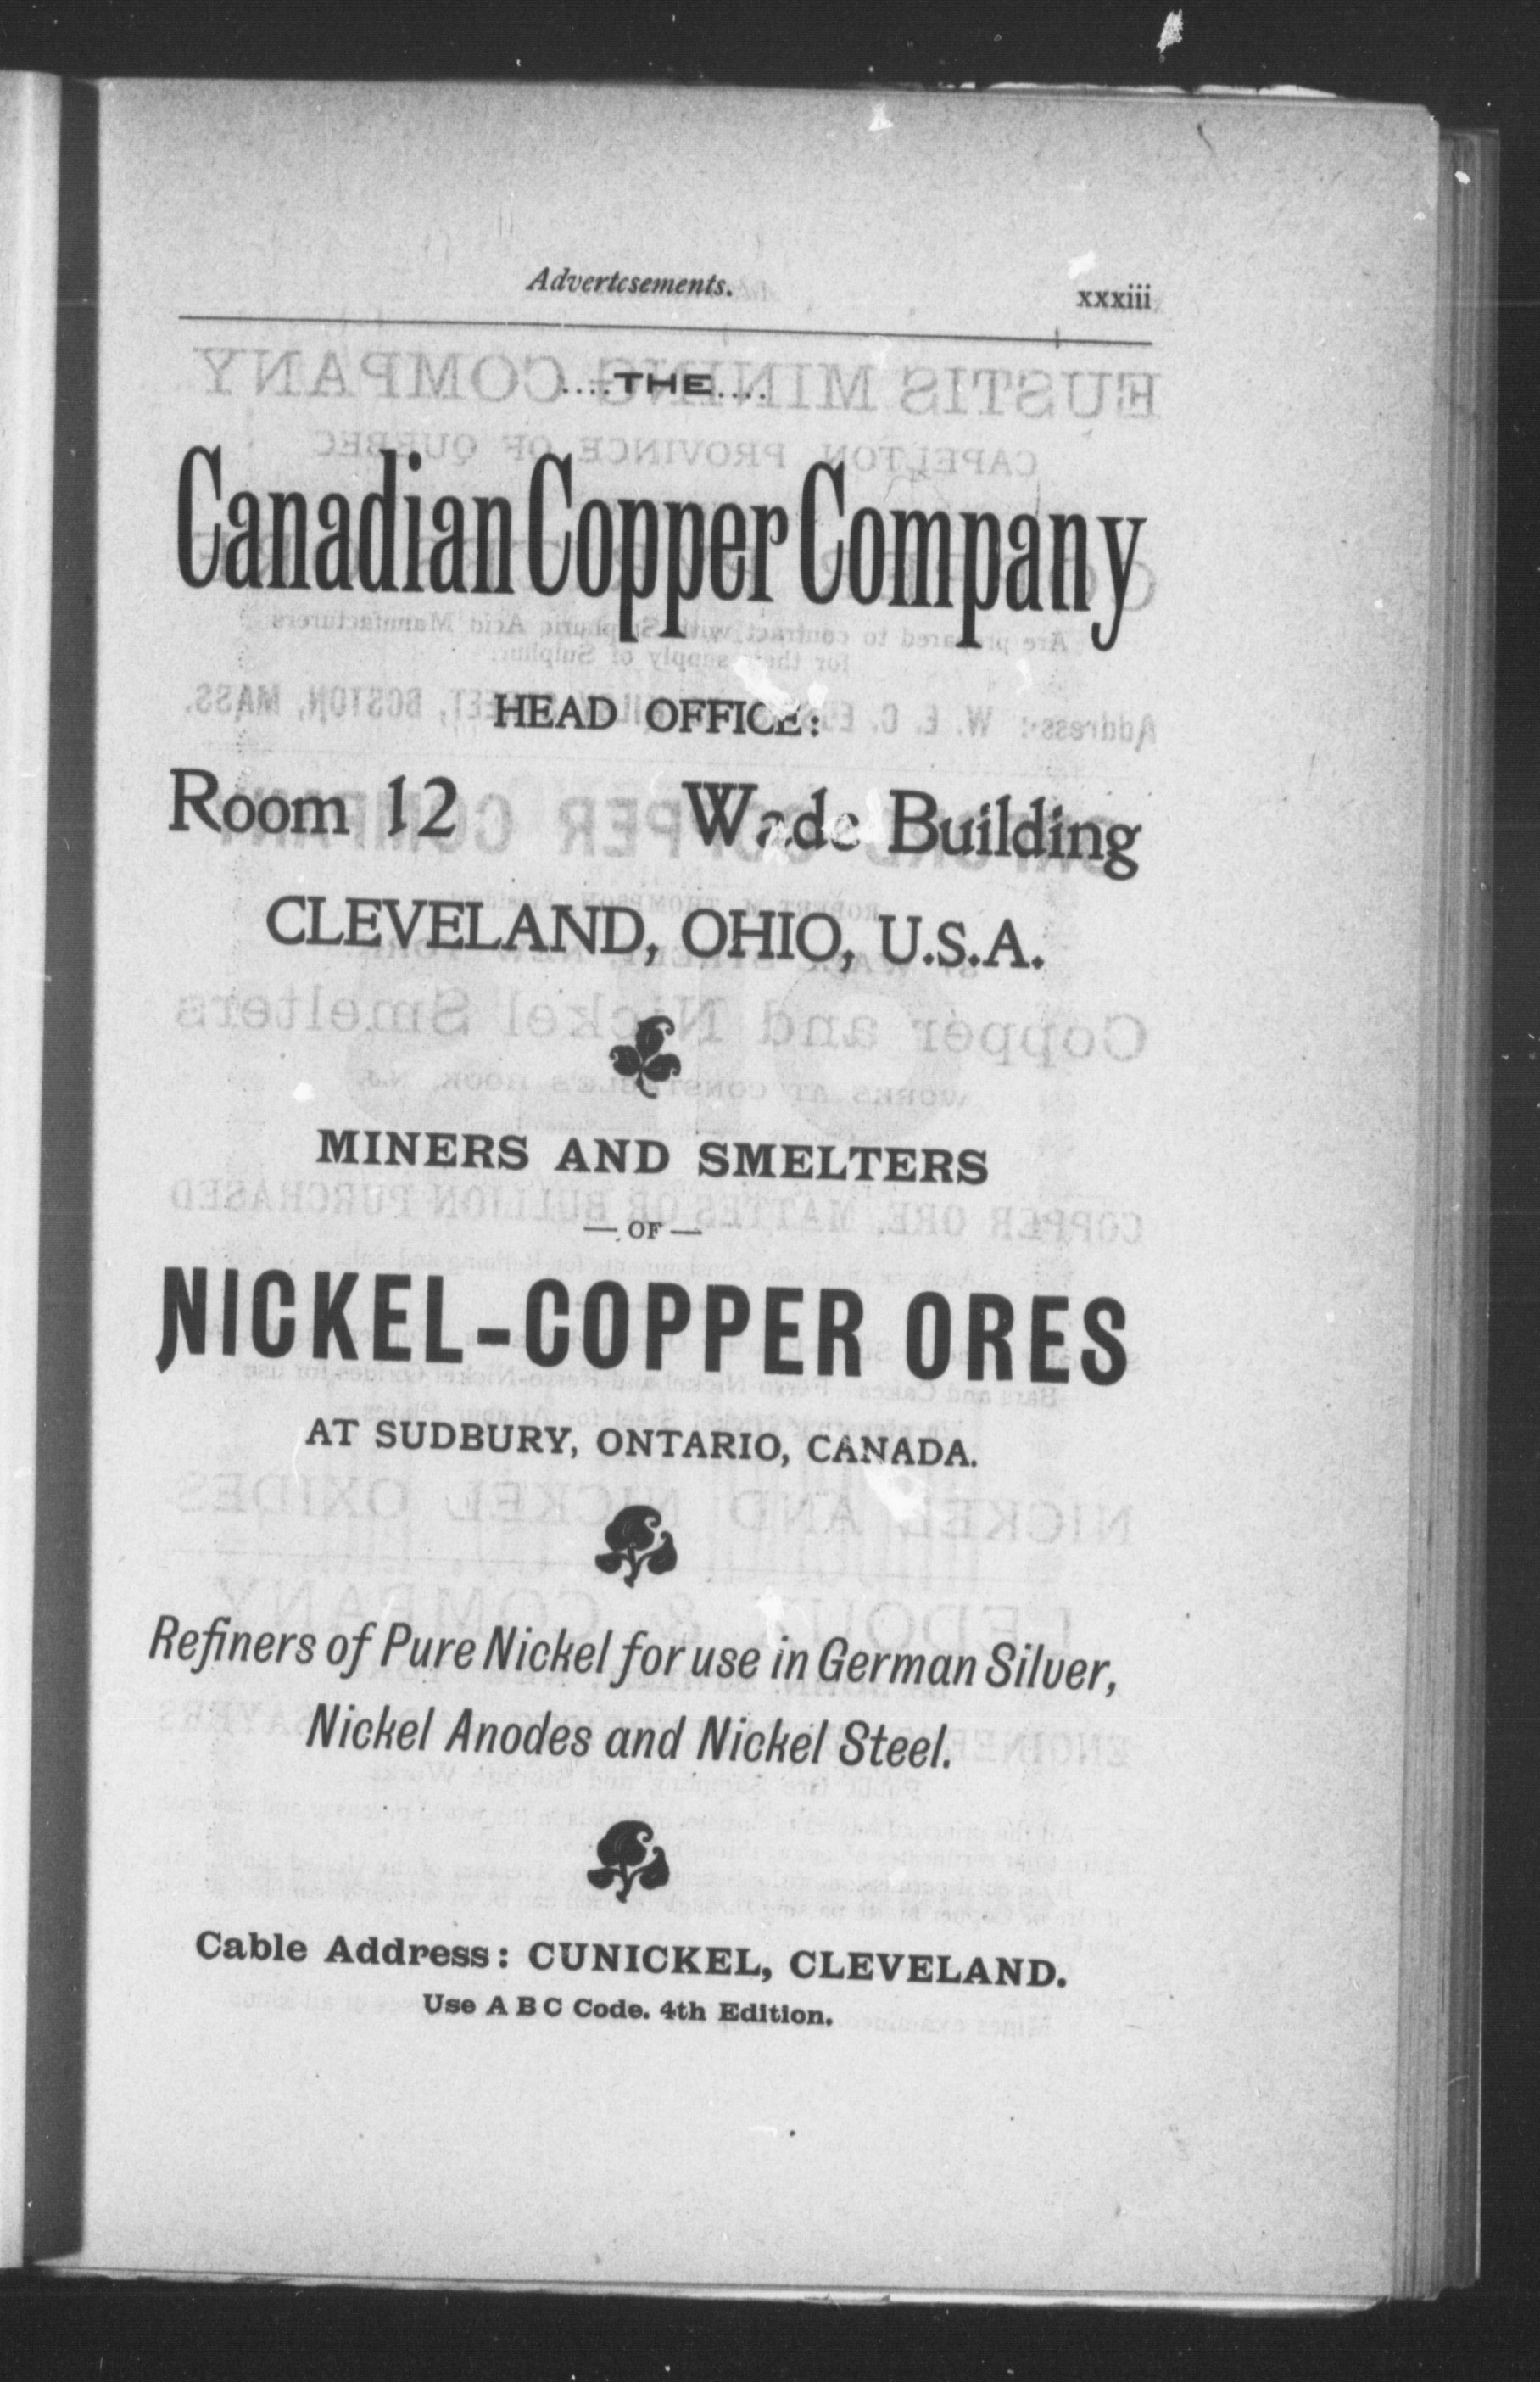 Advertisements.
xxxiii
....THE....
Canadian Copper Company
HEAD OFFICE:
Room 12 Wade Building
CLEVELAND, OHIO, U.S.A.
MINERS AND SMELTERS
— OF —
NICKEL-COPPER ORES
AT SUDBURY, ONTARIO, CANADA.
Refiners of Pure Nickel for use in German Silver,
Nickel Anodes and Nickel Steel.
Cable Address: CUNICKEL, CLEVELAND.
Use A B C Code. 4th Edition.